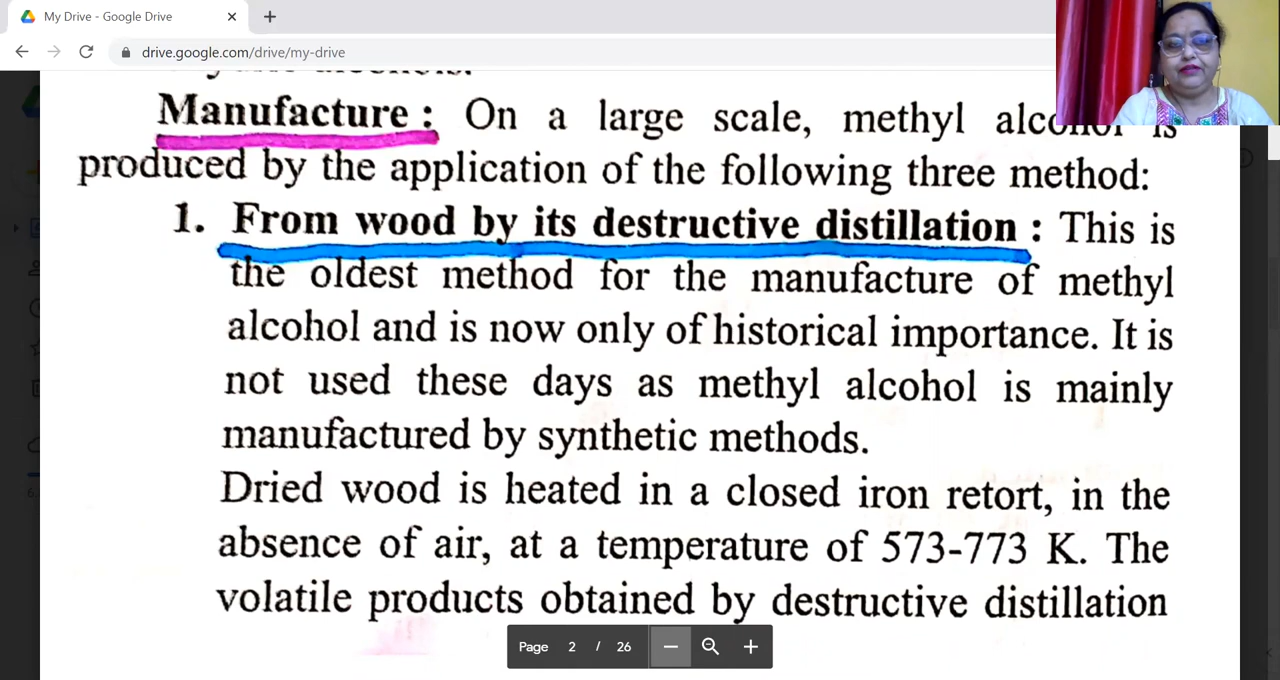 My Drive - Google Drive
drive.google.com/drive/my-drive
Manufacture : On a large scale, methyl alcohol is
produced by the application of the following three method:
1. From wood by its destructive distillation : This is
the oldest method for the manufacture of methyl
alcohol and is now only of historical importance. It is
not used these days as methyl alcohol is mainly
manufactured by synthetic methods.
Dried wood is heated in a closed iron retort, in the
absence of air, at a temperature of 573-773 K. The
volatile products obtained by destructive distillation
Page 2 / 26